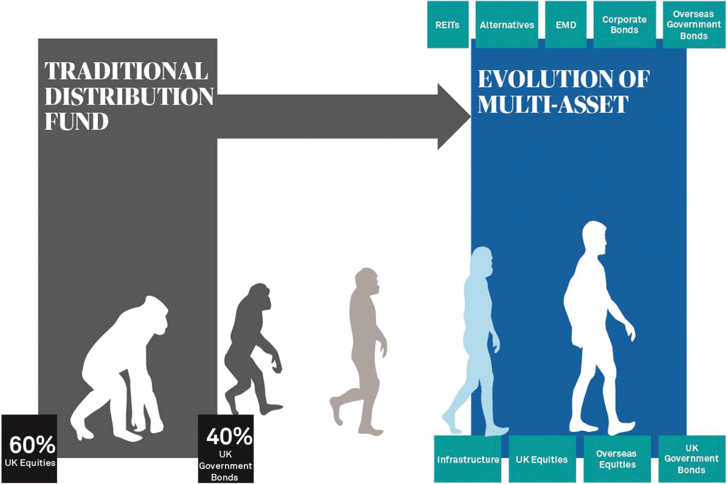 REITs
Alternatives
EMD
Corporate
Bonds
Overseas
Government
Bonds
TRADITIONAL
DISTRIBUTION
FUND
EVOLUTION OF
MULTI-ASSET
60%
UK Equities
40%
UK
Government
Bonds
Infrastructure
UK Equities
Overseas
Equities
UK
Government
Bonds